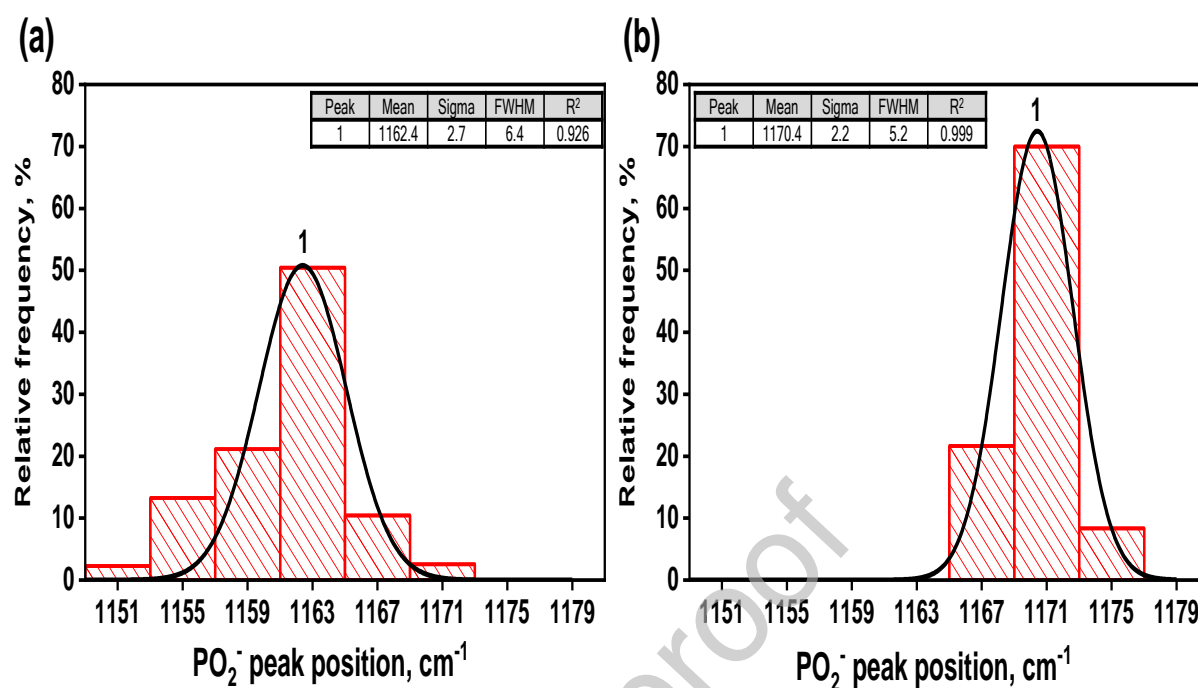 (a)
80
70
60
50
40
30
20
10
0
Relative frequency, %
Peak Mean Sigma FWHM R²
1 1162.4 2.7 6.4 0.926
1
1151 1155 1159 1163 1167 1171 1175 1179
PO₂⁻ peak position, cm⁻¹
(b)
80
70
60
50
40
30
20
10
0
Relative frequency, %
Peak Mean Sigma FWHM R²
1 1170.4 2.2 5.2 0.999
1
1151 1155 1159 1163 1167 1171 1175 1179
PO₂⁻ peak position, cm⁻¹
proof